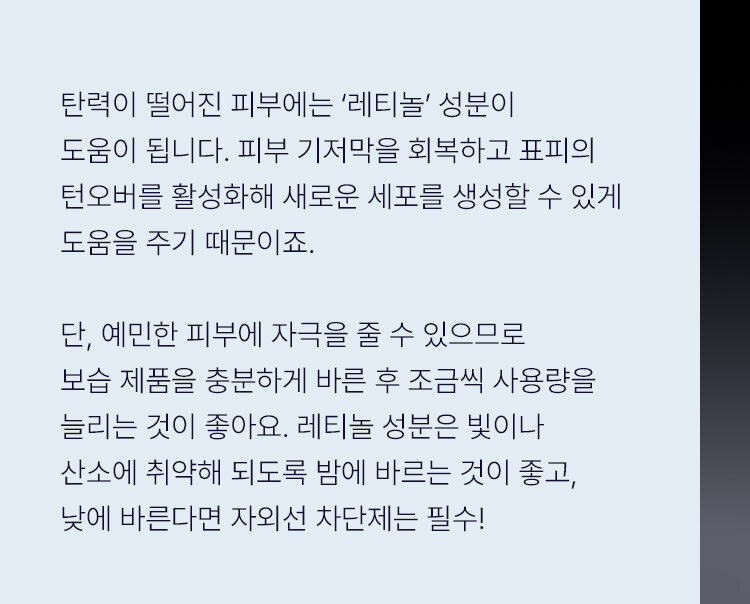 탄력이 떨어진 피부에는 ‘레티놀’ 성분이
도움이 됩니다. 피부 기저막을 회복하고 표피의
턴오버를 활성화해 새로운 세포를 생성할 수 있게
도움을 주기 때문이죠.
단, 예민한 피부에 자극을 줄 수 있으므로
보습 제품을 충분하게 바른 후 조금씩 사용량을
늘리는 것이 좋아요. 레티놀 성분은 빛이나
산소에 취약해 되도록 밤에 바르는 것이 좋고,
낮에 바른다면 자외선 차단제는 필수!